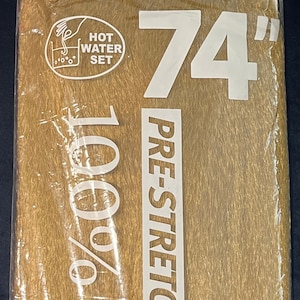 HOT
WATER
SET
74"
PRE-STRETC
100%